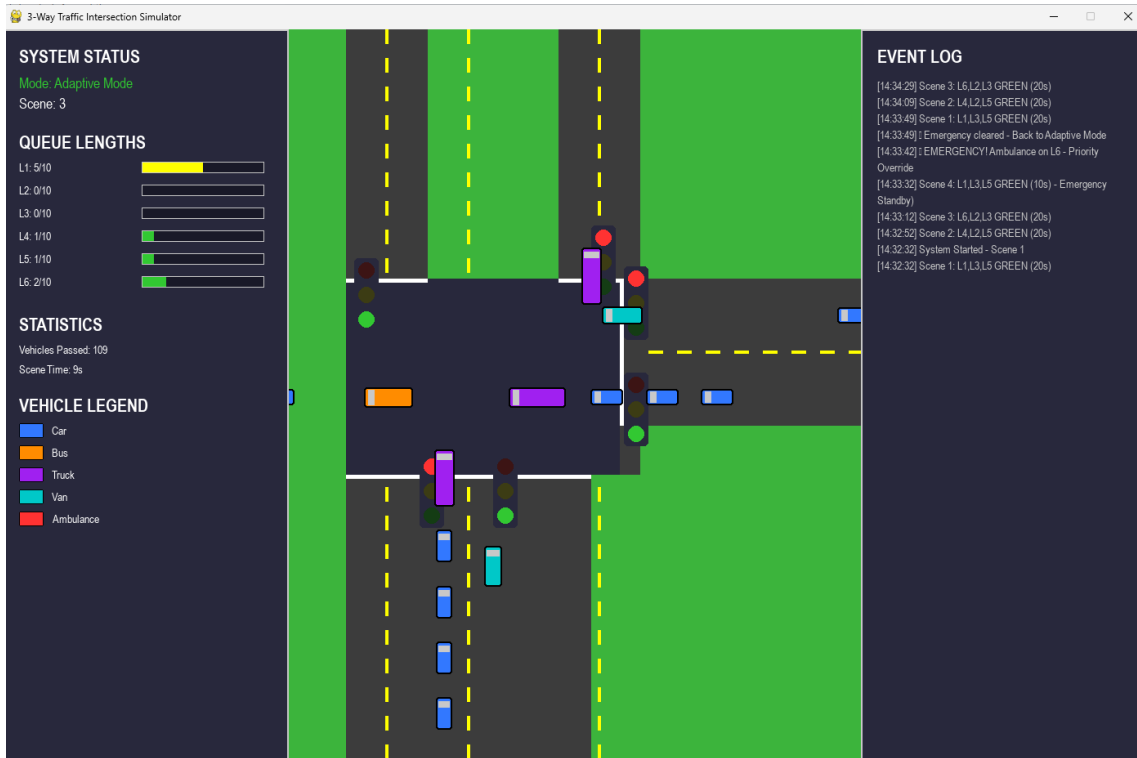 3-Way Traffic Intersection Simulator
SYSTEM STATUS
Mode: Adaptive Mode
Scene: 3
QUEUE LENGTHS
L1: 5/10
L2: 0/10
L3: 0/10
L4: 1/10
L5: 1/10
L6: 2/10
STATISTICS
Vehicles Passed: 109
Scene Time: 9s
VEHICLE LEGEND
Car
Bus
Truck
Van
Ambulance
EVENT LOG
[14:34:29] Scene 3: L6,L2,L3 GREEN (20s)
[14:34:09] Scene 2: L4,L2,L5 GREEN (20s)
[14:33:49] Scene 1: L1,L3,L5 GREEN (20s)
[14:33:49] ▯ Emergency cleared - Back to Adaptive Mode
[14:33:42] ▯ EMERGENCY! Ambulance on L6 - Priority
Override
[14:33:32] Scene 4: L1,L3,L5 GREEN (10s) - Emergency
Standby)
[14:33:12] Scene 3: L6,L2,L3 GREEN (20s)
[14:32:52] Scene 2: L4,L2,L5 GREEN (20s)
[14:32:32] System Started - Scene 1
[14:32:32] Scene 1: L1,L3,L5 GREEN (20s)